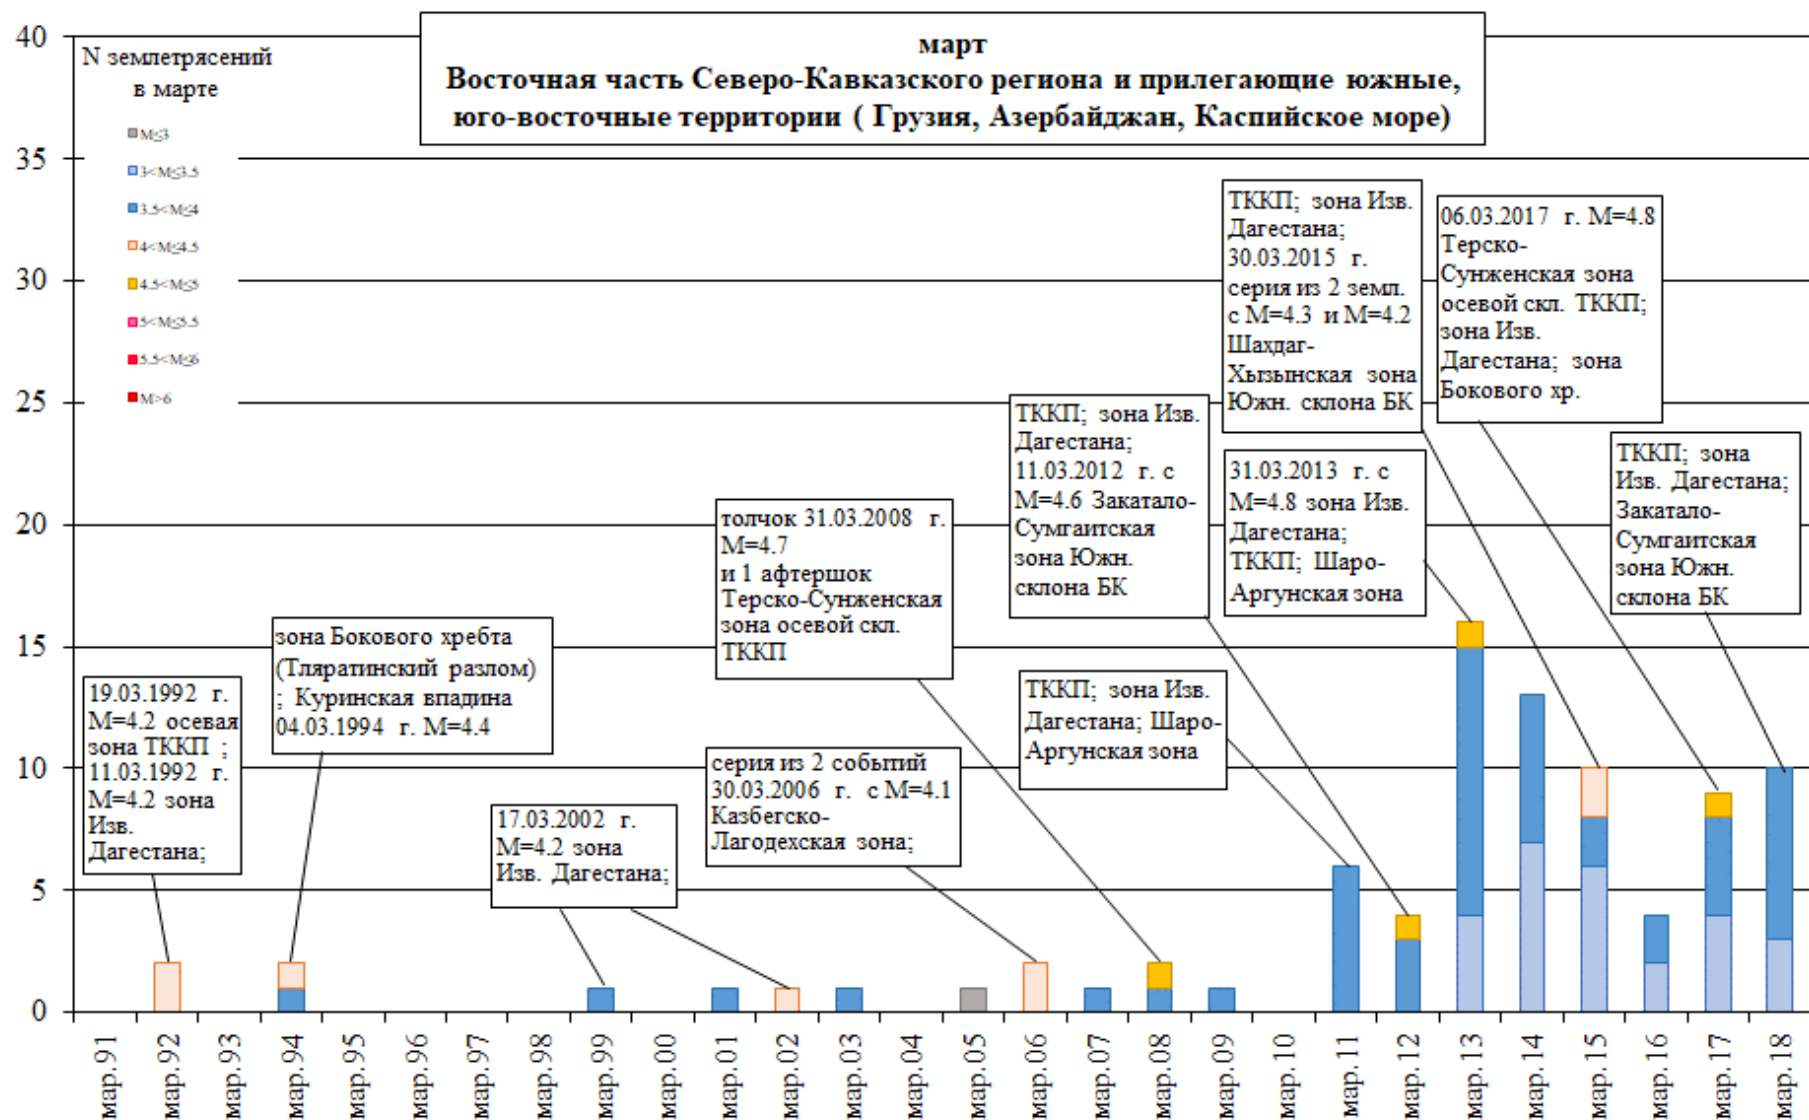 март
Восточная часть Северо-Кавказского региона и прилегающие южные,
юго-восточные территории ( Грузия, Азербайджан, Каспийское море)
N землетрясений
в марте
M≤3
3<M≤3.5
3.5<M≤4
4<M≤4.5
4.5<M≤5
5<M≤5.5
5.5<M≤6
M>6
40
35
30
25
20
15
10
5
0
19.03.1992 г.
М=4.2 осевая
зона ТККП ;
11.03.1992 г.
М=4.2 зона
Изв.
Дагестана;
зона Бокового хребта
(Тляратинский разлом)
; Куринская впадина
04.03.1994 г. М=4.4
17.03.2002 г.
М=4.2 зона
Изв. Дагестана;
серия из 2 событий
30.03.2006 г. с М=4.1
Казбегско-
Лагодехская зона;
толчок 31.03.2008 г.
М=4.7
и 1 афтершок
Терско-Сунженская
зона осевой скл.
ТККП
ТККП; зона Изв.
Дагестана; Шаро-
Аргунская зона
ТККП; зона Изв.
Дагестана;
11.03.2012 г. с
М=4.6 Закатало-
Сумгаитская
зона Южн.
склона БК
31.03.2013 г. с
М=4.8 зона Изв.
Дагестана;
ТККП; Шаро-
Аргунская зона
ТККП; зона Изв.
Дагестана;
30.03.2015 г.
серия из 2 земл.
с М=4.3 и М=4.2
Шахдаг-
Хызынская зона
Южн. склона БК
06.03.2017 г. М=4.8
Терско-
Сунженская зона
осевой скл. ТККП;
зона Изв.
Дагестана; зона
Бокового хр.
ТККП; зона
Изв. Дагестана;
Закатало-
Сумгаитская
зона Южн.
склона БК
мар.91
мар.92
мар.93
мар.94
мар.95
мар.96
мар.97
мар.98
мар.99
мар.00
мар.01
мар.02
мар.03
мар.04
мар.05
мар.06
мар.07
мар.08
мар.09
мар.10
мар.11
мар.12
мар.13
мар.14
мар.15
мар.16
мар.17
мар.18